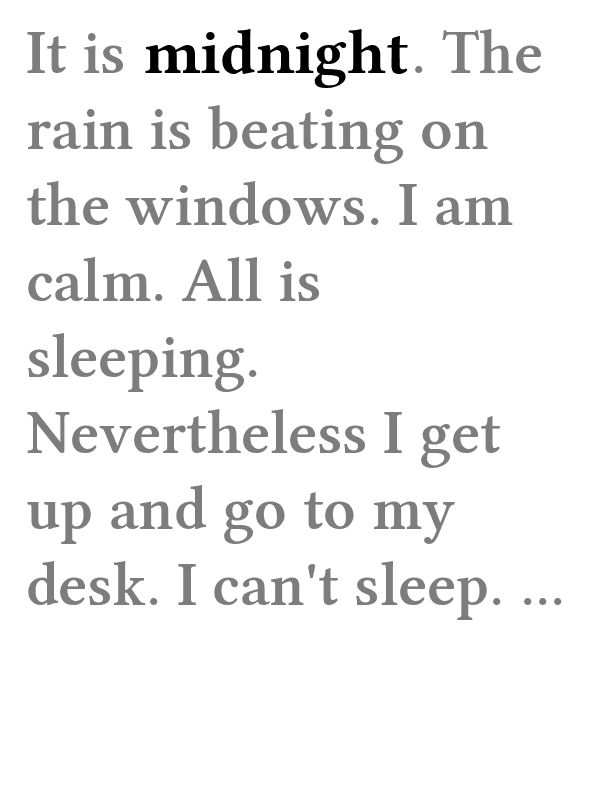 It is midnight. The
rain is beating on
the windows. I am
calm. All is
sleeping.
Nevertheless I get
up and go to my
desk. I can't sleep. ...